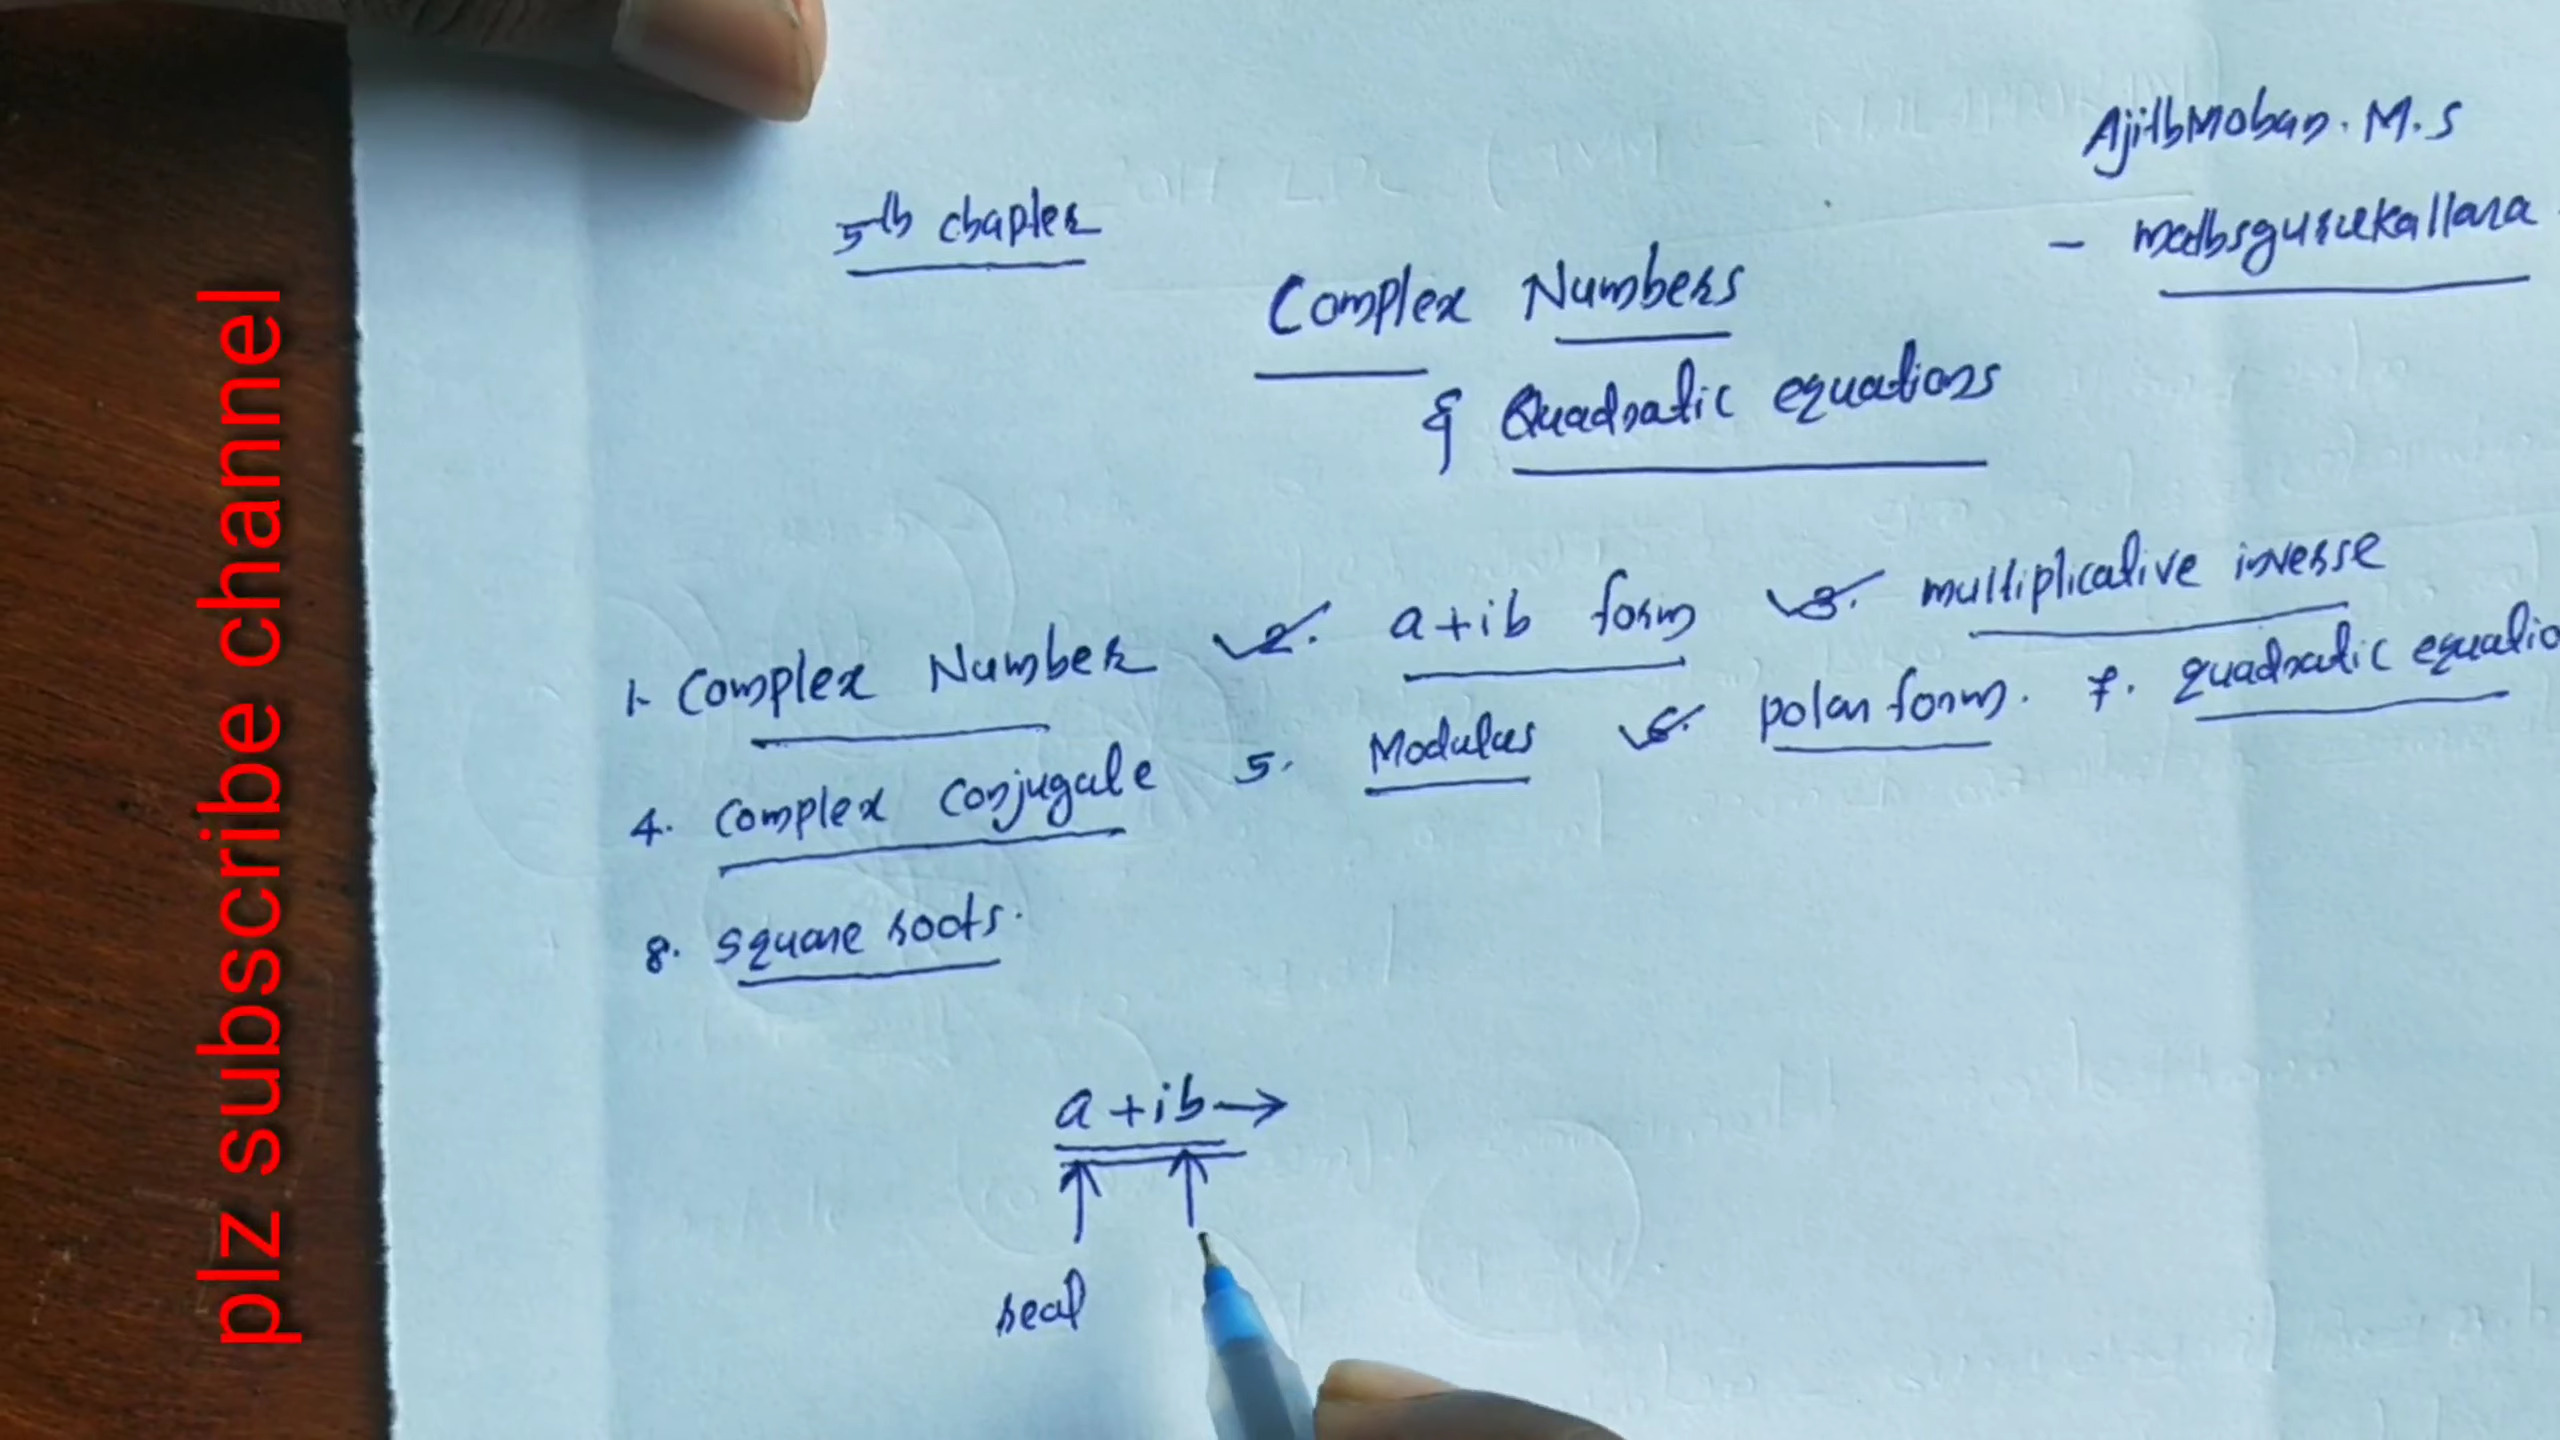 AjithMohan. M.S
- mathsgurukallara
5th chapter
Complex Numbers
& Quadratic equations
1. Complex Number 2. a+ib form 3. multiplicative inverse
4. Complex Conjugate 5. Modulus 6. polar form. 7. quadratic equatio
8. square roots.
a+ib→
real
plz subscribe channel